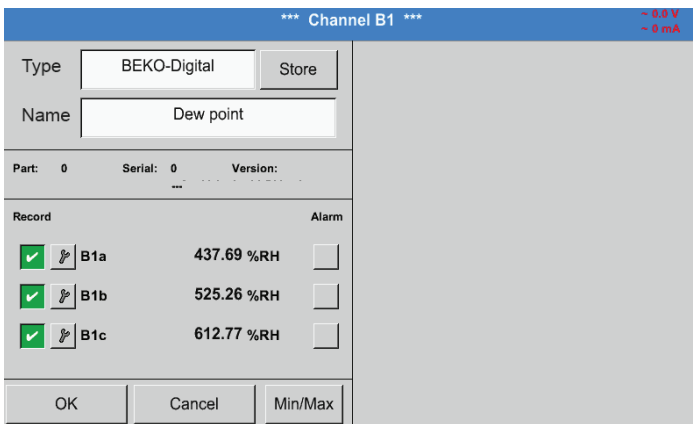 *** Channel B1 ***
~ 0.0 V
~ 0 mA
Type BEKO-Digital Store
Name Dew point
Part: 0 Serial: 0 Version:
---
Record Alarm
B1a 437.69 %RH
B1b 525.26 %RH
B1c 612.77 %RH
OK Cancel Min/Max